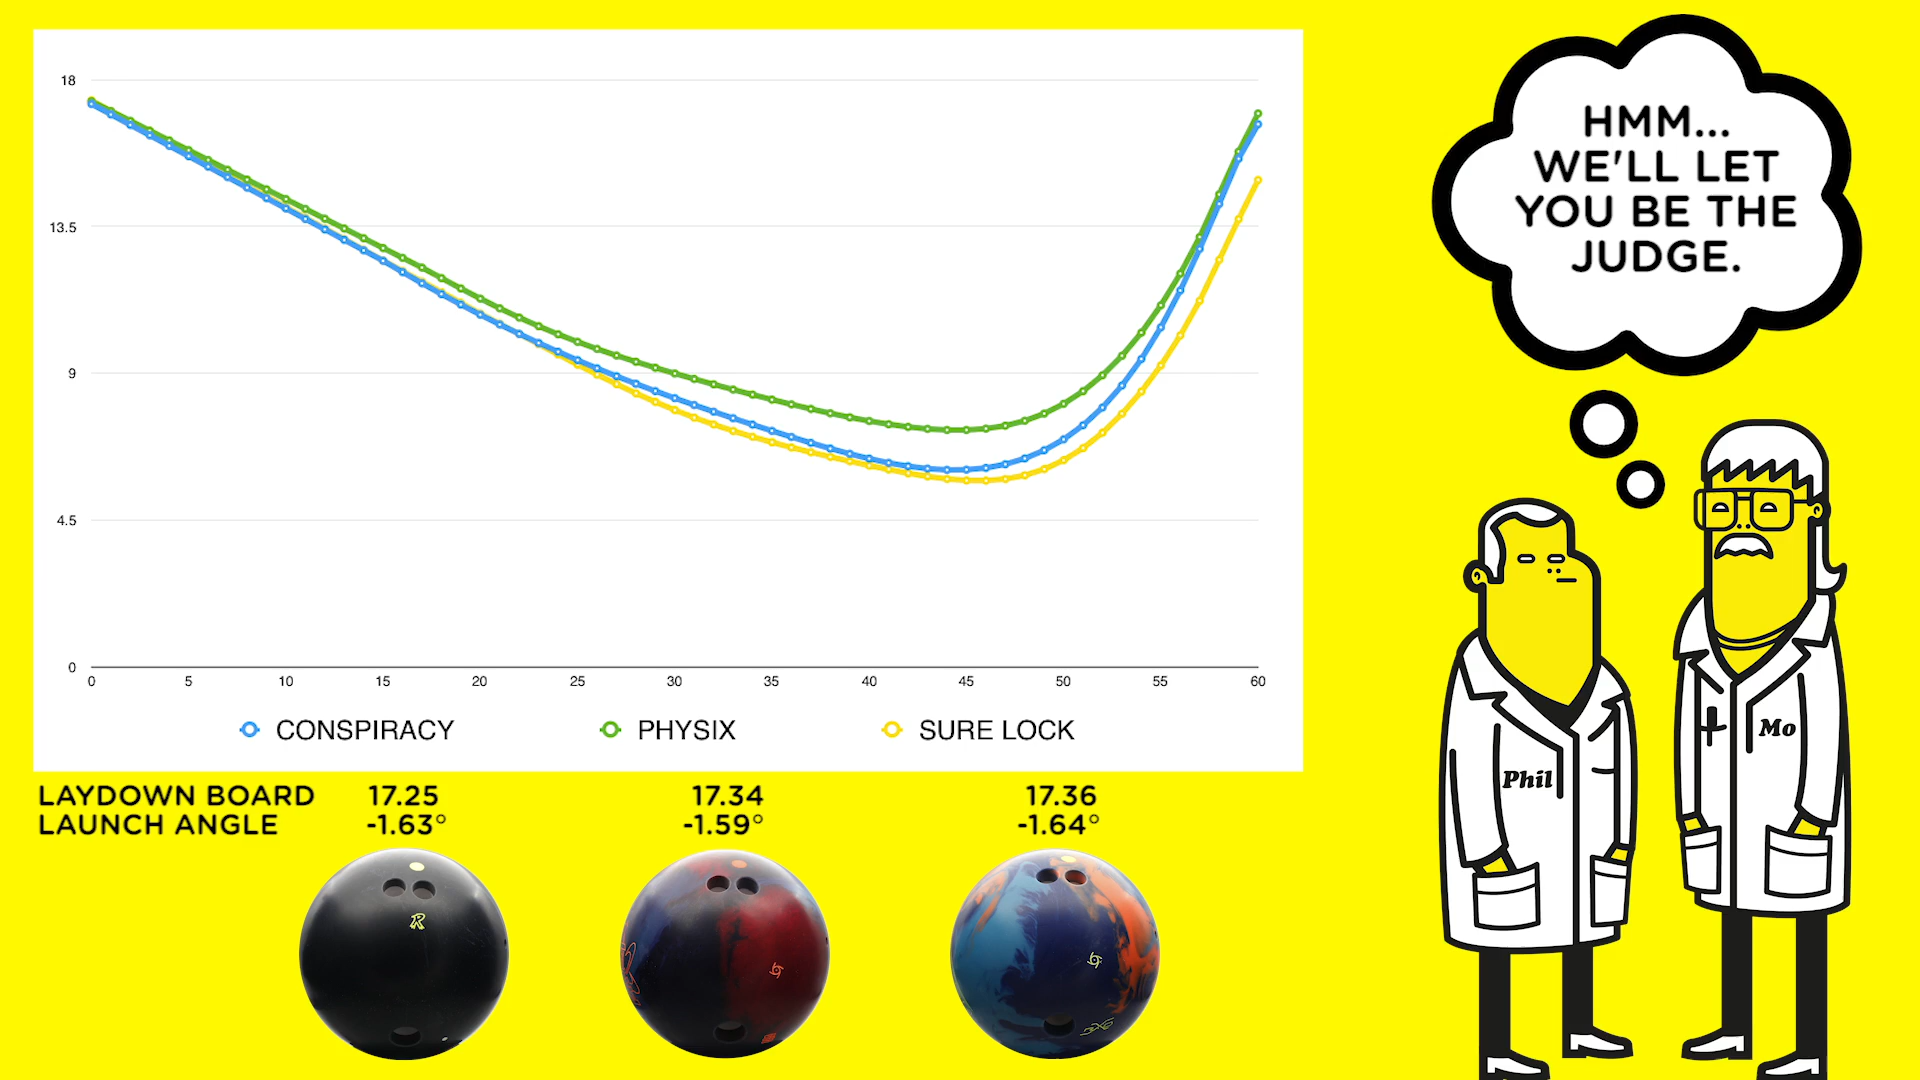 18
13.5
9
4.5
0
0 5 10 15 20 25 30 35 40 45 50 55 60
CONSPIRACY PHYSIX SURE LOCK
LAYDOWN BOARD 17.25 17.34 17.36
LAUNCH ANGLE -1.63° -1.59° -1.64°
HMM...
WE'LL LET
YOU BE THE
JUDGE.
Phil
Mo
R